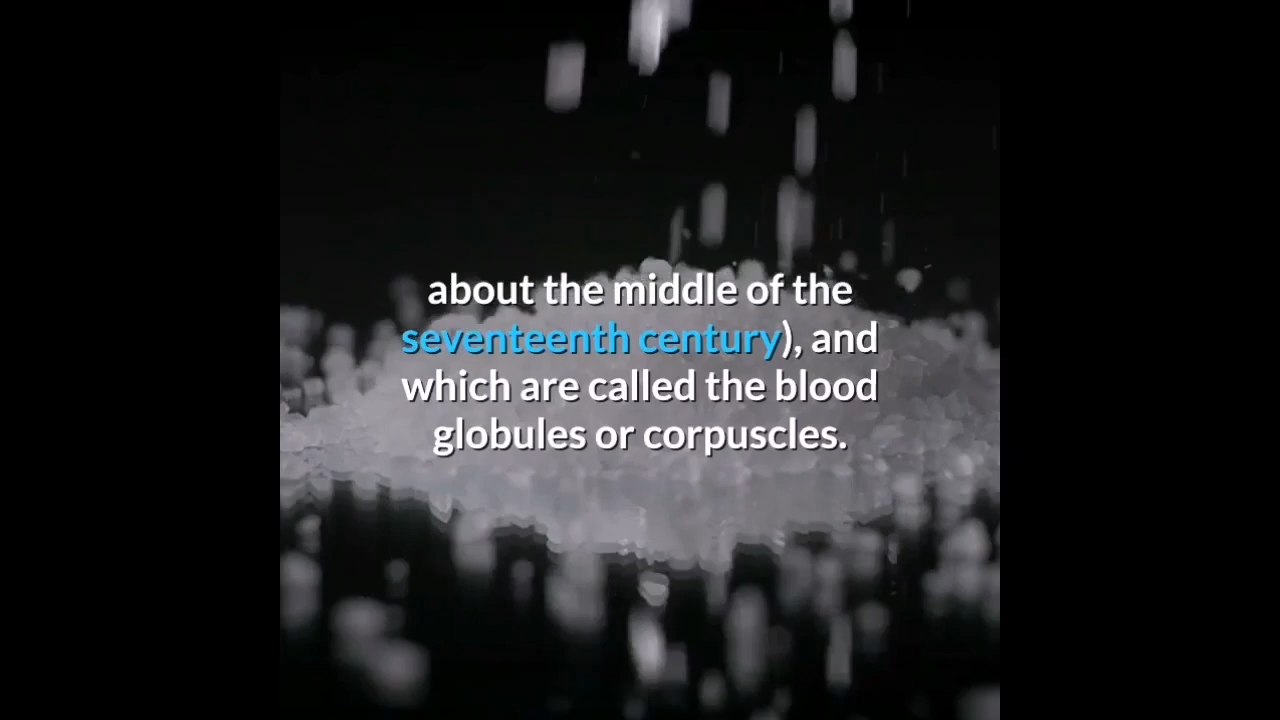 about the middle of the
seventeenth century), and
which are called the blood
globules or corpuscles.